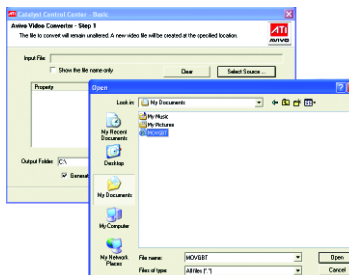 Catalyst Control Center - Basic
Avivo Video Converter - Step 1
The file to convert will remain unaltered. A new video file will be created at the specified location.
ATI
AVIVO
Input File:
Show the file name only
Clear
Select Source ...
Property
Open
Look in:
My Documents
My Recent Documents
Desktop
My Documents
My Computer
My Network Places
My Music
My Pictures
MOVGBT
Output Folder:
C:\
Generat
File name:
MOVGBT
Open
Files of type:
All files (*.*)
Cancel